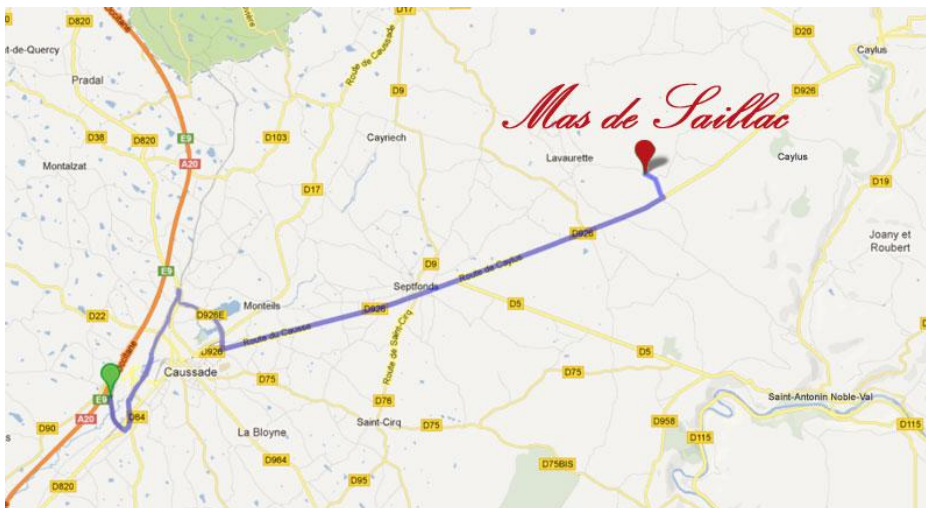 D820
D17
D20
t-de-Quercy
Route de Caussade
Caylus
Pradal
D9
D926
Mas de Saillac
E9
D38
D820
D103
Cayriech
Lavaurette
Caylus
A20
Montalzat
D17
D19
D926
Joany et
Roubert
D9
E9
Route de Caylus
Septfonds
Monteils
D926
D5
D22
D926E
Route du Causse
D926
D5
Caussade
Route de Saint-Cirq
D75
D75
E9
D76
Saint-Antonin Noble-Val
A20
D64
Saint-Cirq
D75
D958
D115
D115
D90
La Bloyne
D964
D75BIS
D820
D95